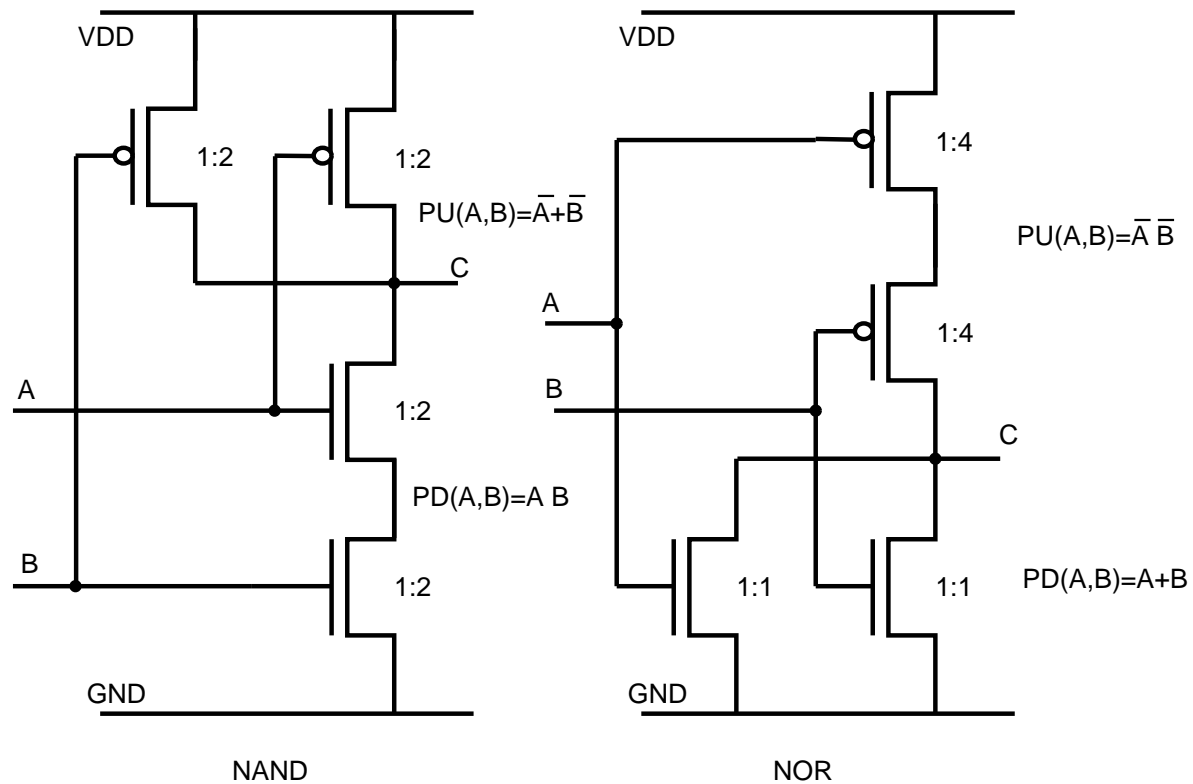 VDD
1:2
1:2
PU(A,B)=A̅+B̅
C
A
1:2
PD(A,B)=A B
B
1:2
GND
NAND
VDD
1:4
PU(A,B)=A̅ B̅
A
1:4
B
C
1:1
1:1
PD(A,B)=A+B
GND
NOR